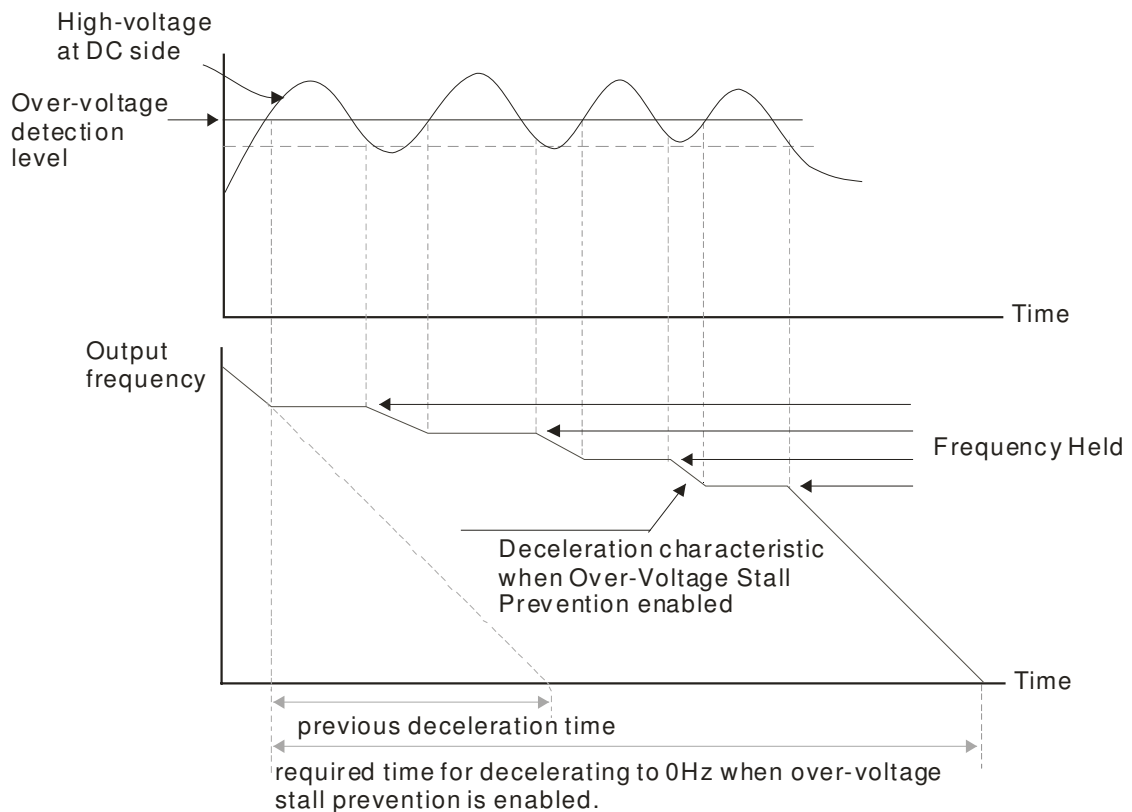 High-voltage
at DC side
Over-voltage
detection
level
Time
Output
frequency
Frequency Held
Deceleration characteristic
when Over-Voltage Stall
Prevention enabled
Time
previous deceleration time
required time for decelerating to 0Hz when over-voltage
stall prevention is enabled.